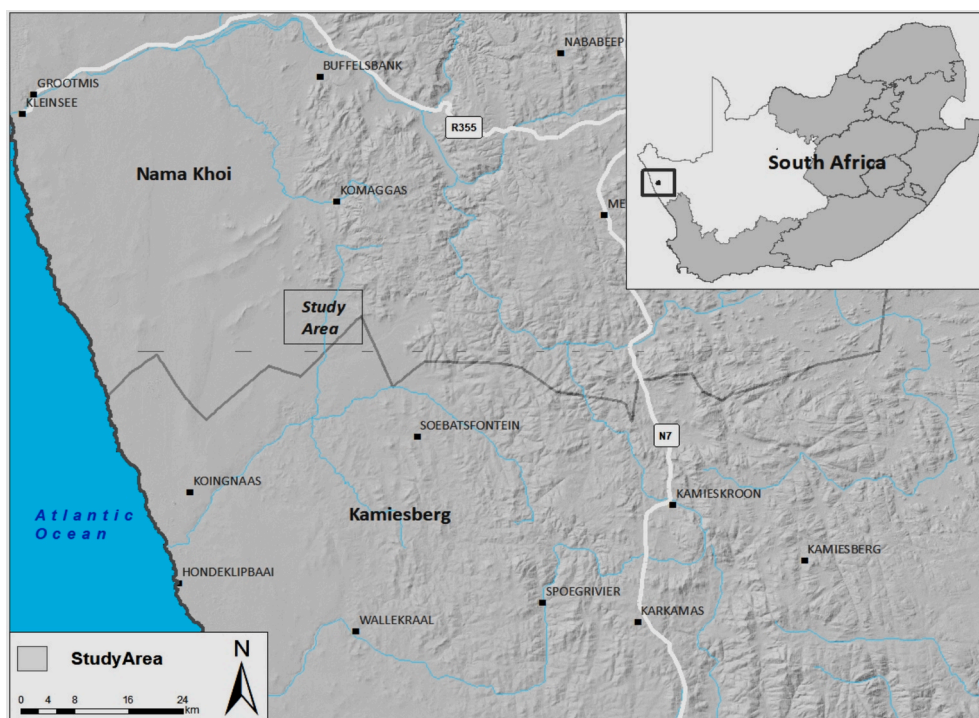 NABABEEP
BUFFELSBANK
GROOTMIS
KLEINSEE
R355
South Africa
Nama Khoi
KOMAGGAS
ME
Study
Area
SOEBATSFONTEIN
N7
KOINGNAAS
KAMIESKROON
Kamiesberg
Atlantic
Ocean
KAMIESBERG
HONDEKLIPBAAI
SPOEGRIVIER
WALLEKRAAL
KARKAMAS
N
StudyArea
0 4 8 16 24
km